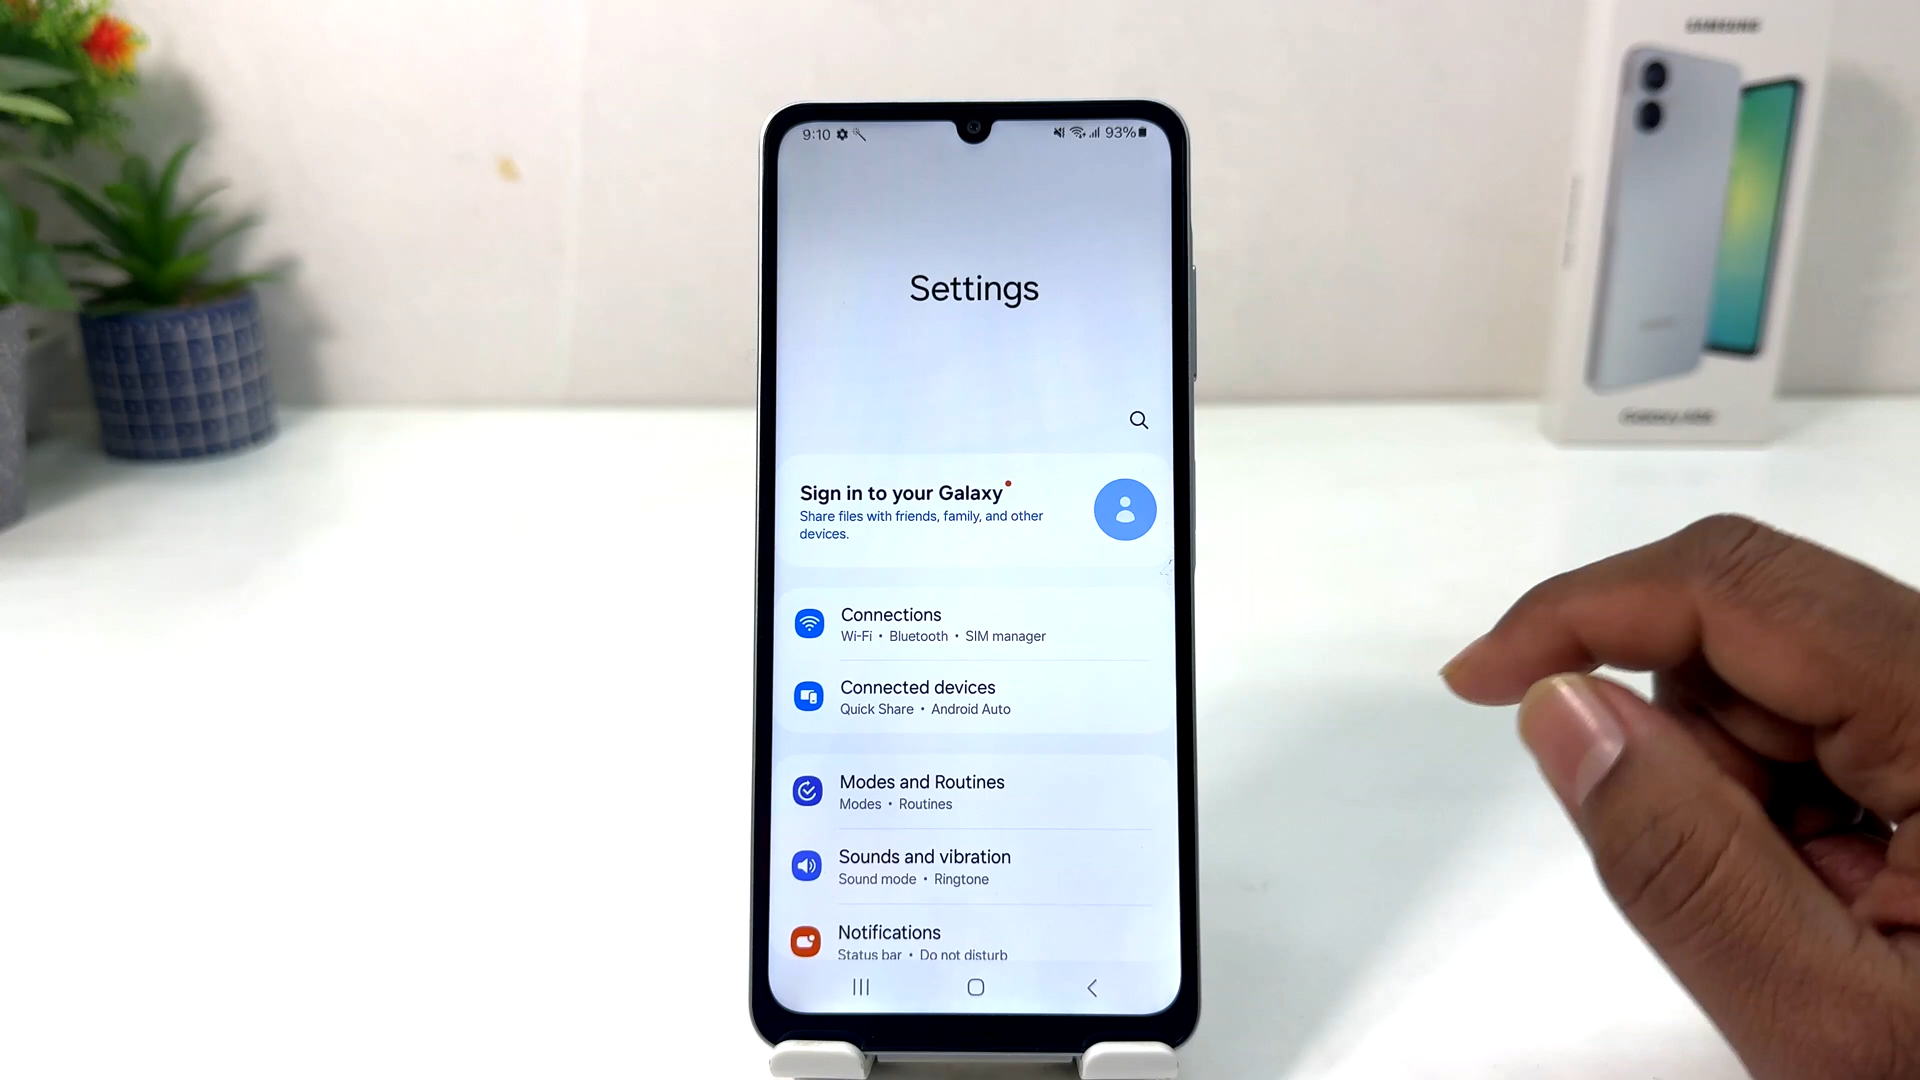 SAMSUNG
9:10
93%
Settings
Sign in to your Galaxy
Share files with friends, family, and other
devices.
Connections
Wi-Fi • Bluetooth • SIM manager
Connected devices
Quick Share • Android Auto
Modes and Routines
Modes • Routines
Sounds and vibration
Sound mode • Ringtone
Notifications
Status bar • Do not disturb